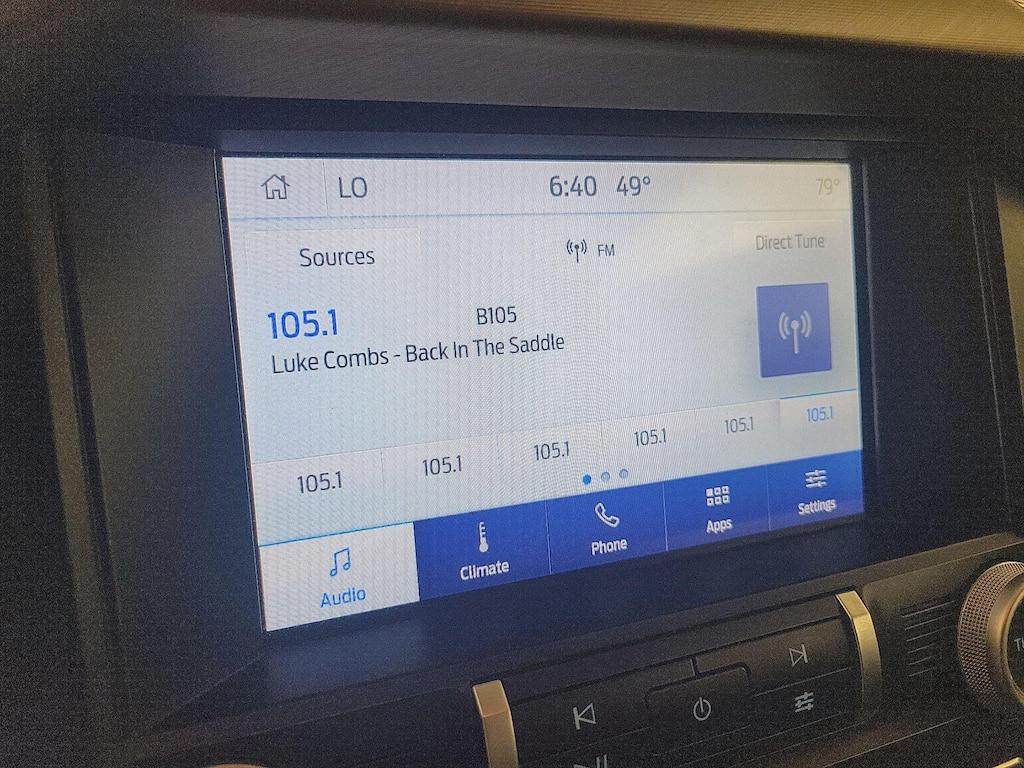 LO 6:40 49° 79°
Sources FM Direct Tune
105.1 B105
Luke Combs - Back In The Saddle
105.1 105.1 105.1 105.1 105.1 105.1
Audio Climate Phone Apps Settings